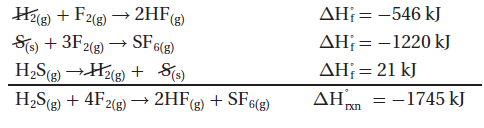 H₂(g) + F₂(g) → 2HF(g) ΔH°f = −546 kJ
S(s) + 3F₂(g) → SF₆(g) ΔH°f = −1220 kJ
H₂S(g) → H₂(g) + S(s) ΔH°f = 21 kJ
H₂S(g) + 4F₂(g) → 2HF(g) + SF₆(g) ΔH°rxn = −1745 kJ